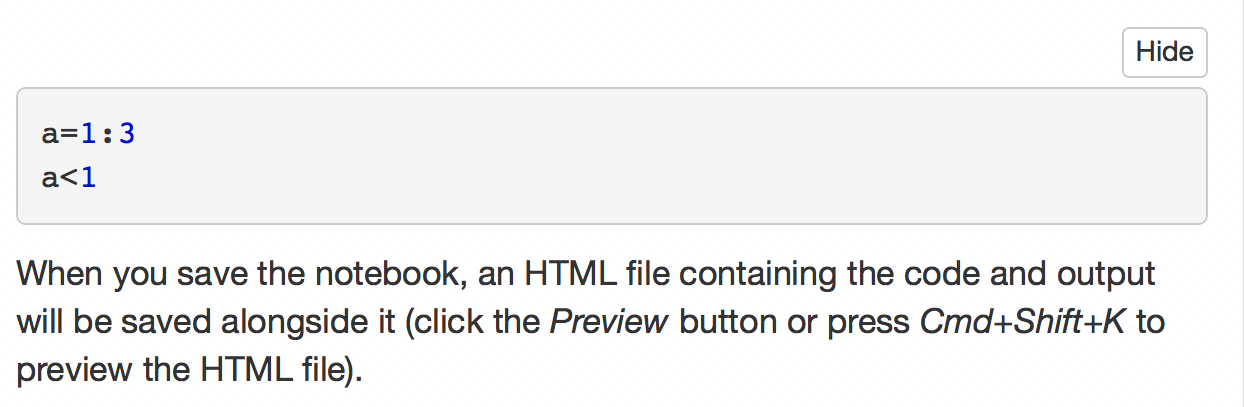 Hide
a=1:3
a<1
When you save the notebook, an HTML file containing the code and output
will be saved alongside it (click the Preview button or press Cmd+Shift+K to
preview the HTML file).